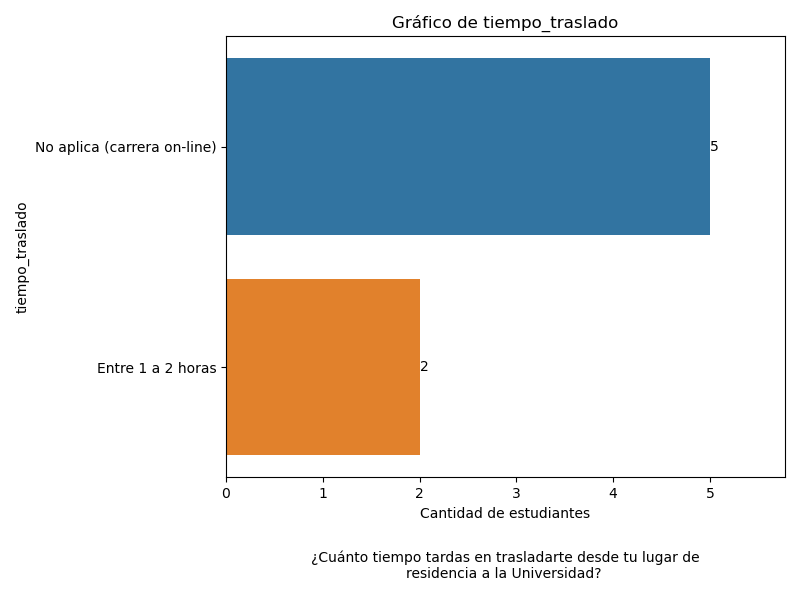 Gráfico de tiempo_traslado
tiempo_traslado
No aplica (carrera on-line)
5
Entre 1 a 2 horas
2
0 1 2 3 4 5
Cantidad de estudiantes
¿Cuánto tiempo tardas en trasladarte desde tu lugar de
residencia a la Universidad?